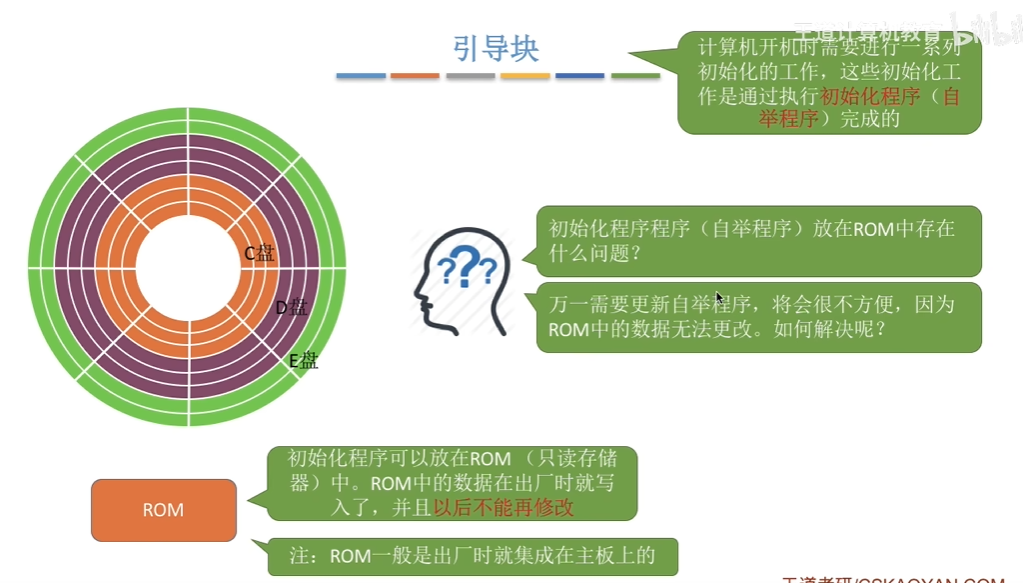 引导块
王道计算机教育
计算机开机时需要进行一系列
初始化的工作，这些初始化工
作是通过执行初始化程序（自
举程序）完成的
C盘
D盘
E盘
???
初始化程序程序（自举程序）放在ROM中存在
什么问题？
万一需要更新自举程序，将会很不方便，因为
ROM中的数据无法更改。如何解决呢？
初始化程序可以放在ROM （只读存储
器）中。ROM中的数据在出厂时就写
入了，并且以后不能再修改
ROM
注：ROM一般是出厂时就集成在主板上的
王道考研/CSKAOYAN.COM